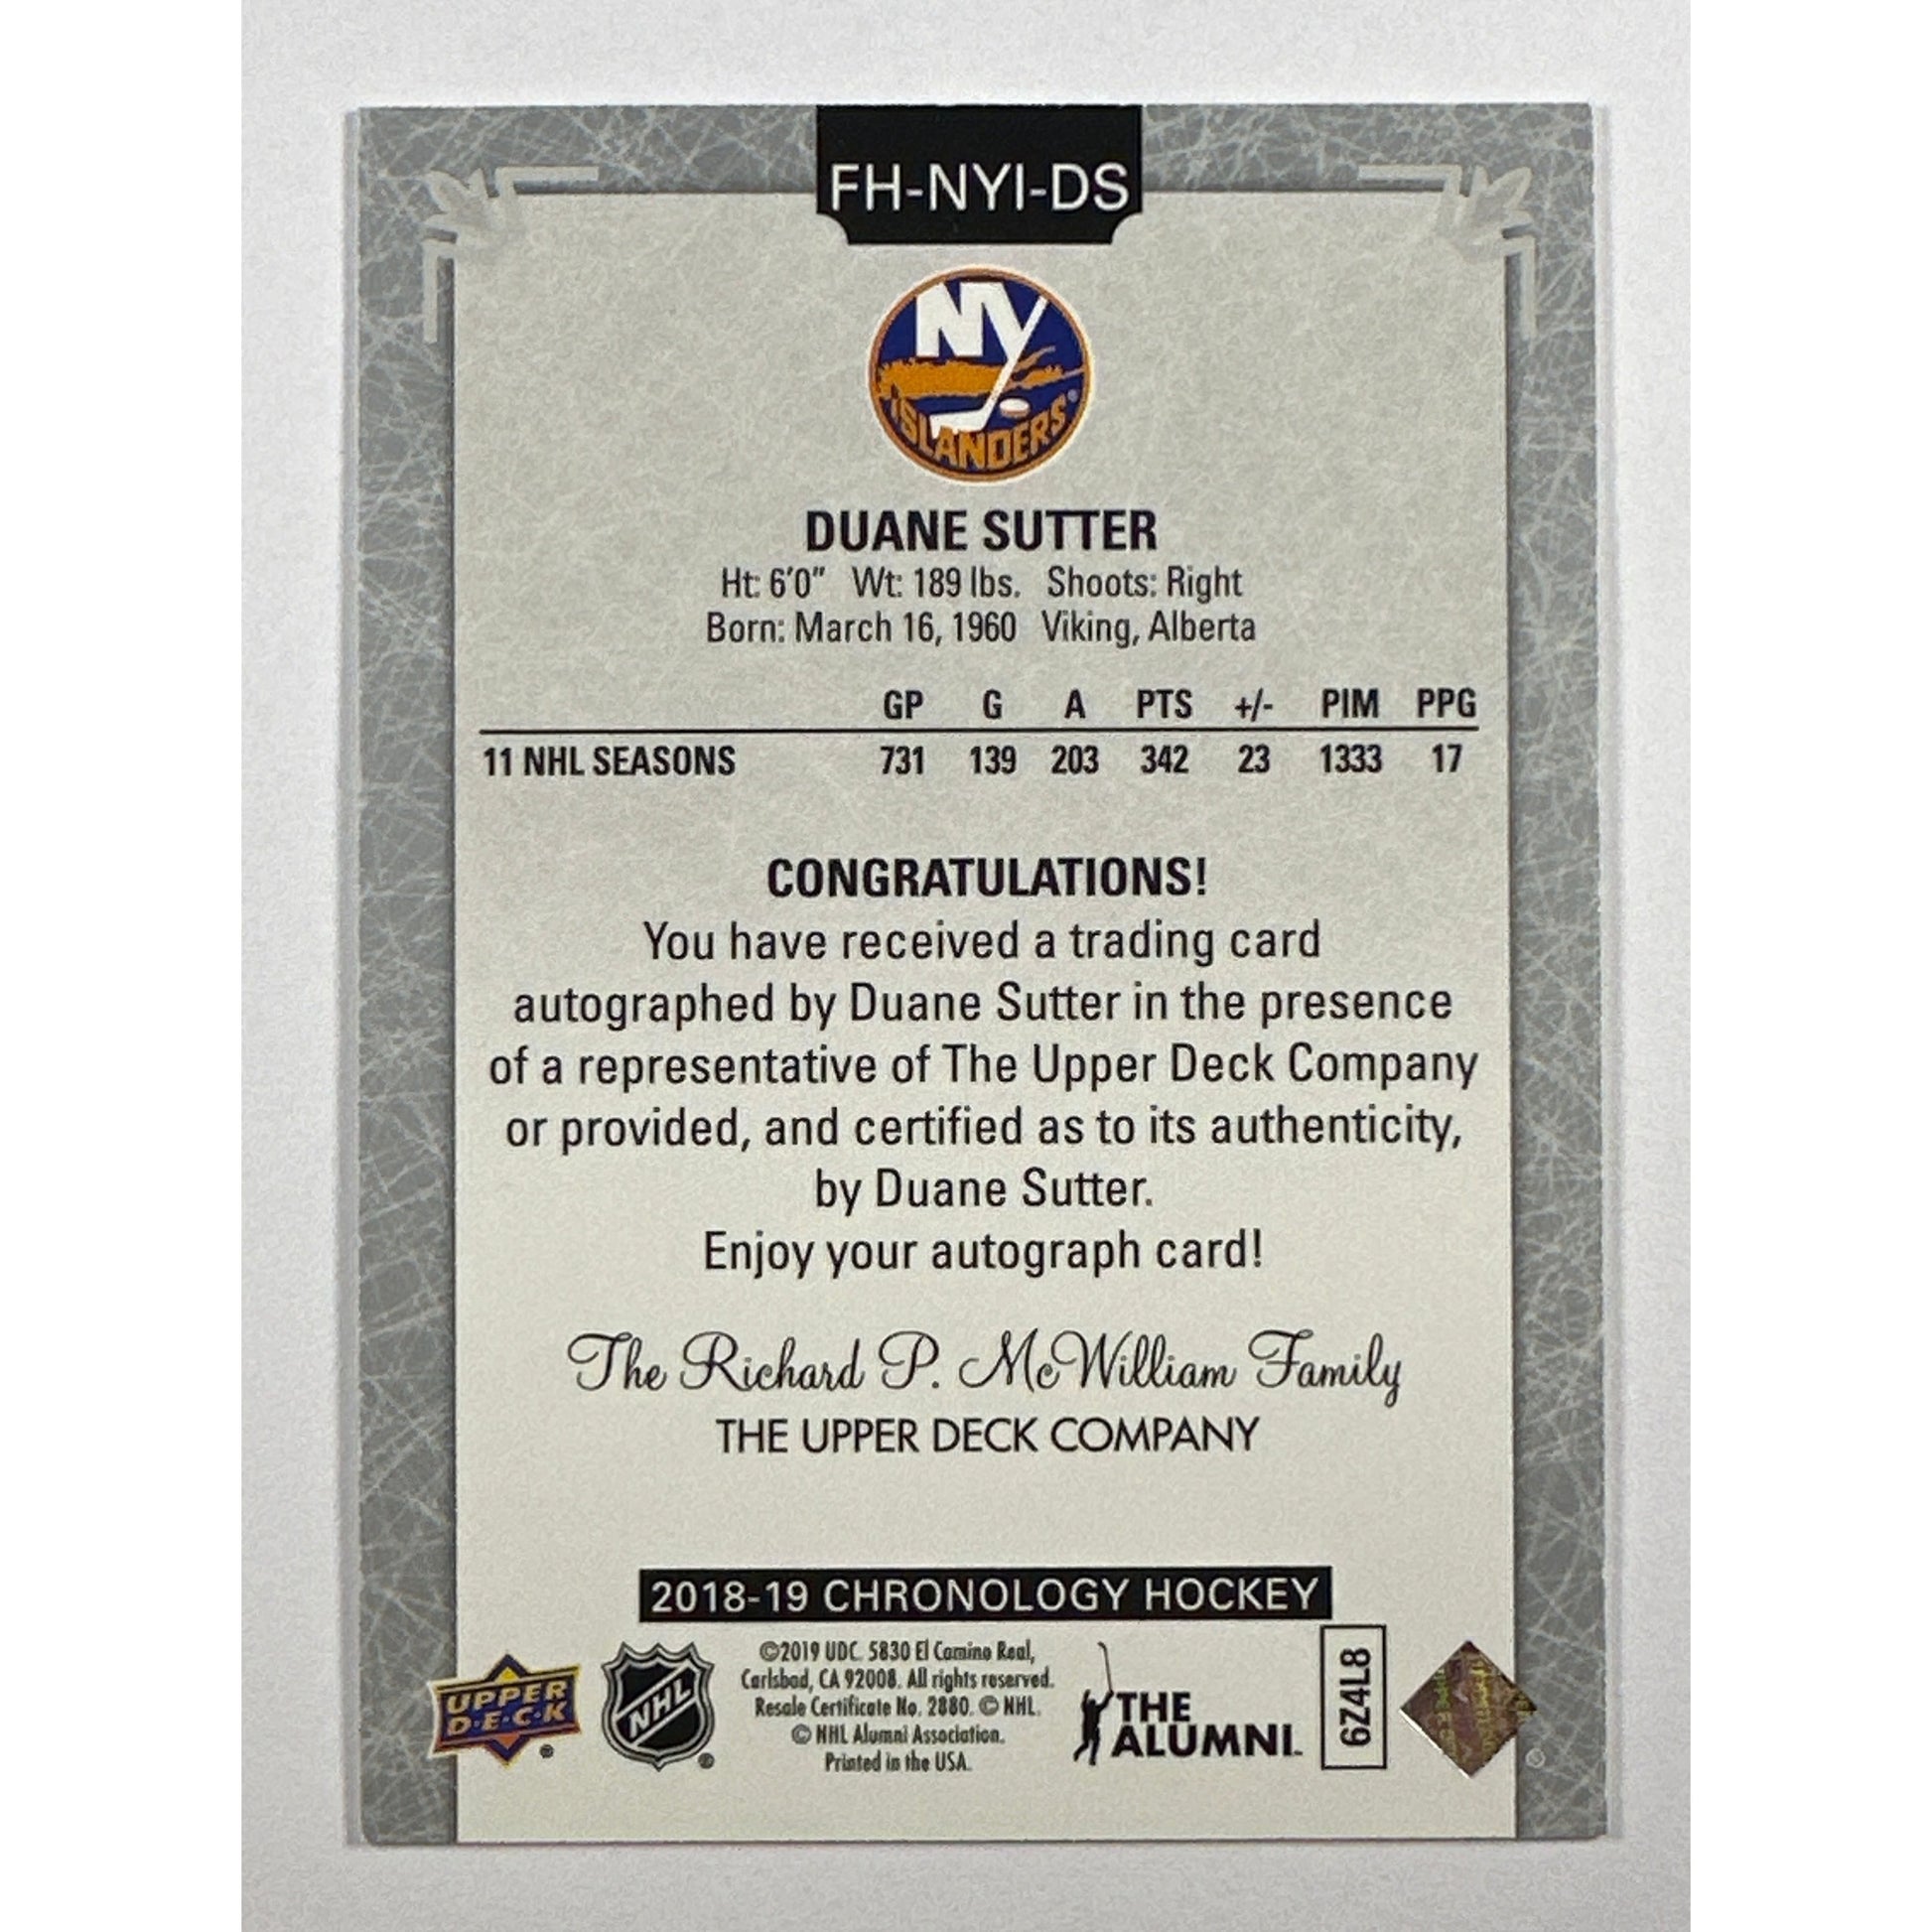 FH-NYI-DS
NY
ISLANDERS
DUANE SUTTER
Ht: 6'0" Wt: 189 lbs. Shoots: Right
Born: March 16, 1960 Viking, Alberta
GP G A PTS +/- PIM PPG
11 NHL SEASONS 731 139 203 342 23 1333 17
CONGRATULATIONS!
You have received a trading card
autographed by Duane Sutter in the presence
of a representative of The Upper Deck Company
or provided, and certified as to its authenticity,
by Duane Sutter.
Enjoy your autograph card!
The Richard P. McWilliam Family
THE UPPER DECK COMPANY
2018-19 CHRONOLOGY HOCKEY
UPPER
D·E·C·K
®
NHL
®
©2019 UDC. 5830 El Camino Real,
Carlsbad, CA 92008. All rights reserved.
Resale Certificate No. 2880. © NHL.
© NHL Alumni Association.
Printed in the USA.
THE
ALUMNI
6Z4L8
®